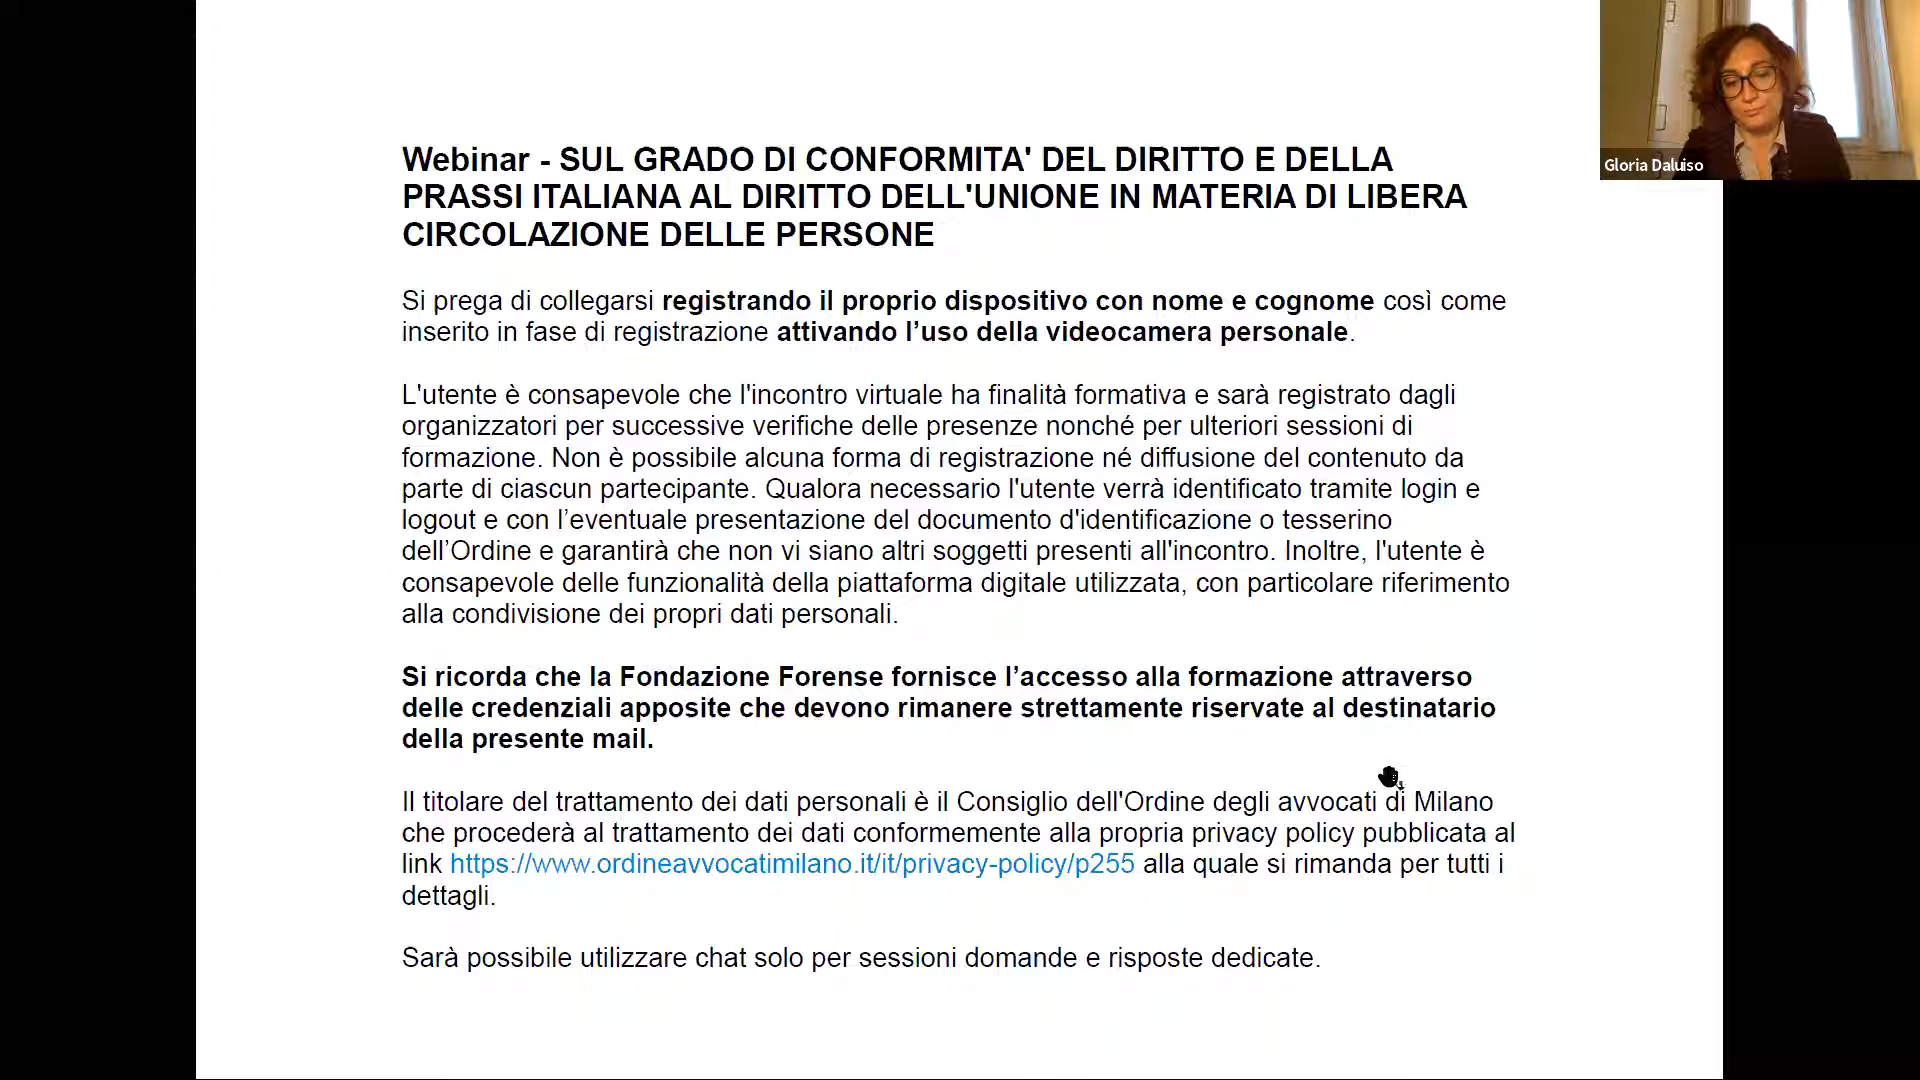 Webinar - SUL GRADO DI CONFORMITA' DEL DIRITTO E DELLA
PRASSI ITALIANA AL DIRITTO DELL'UNIONE IN MATERIA DI LIBERA
CIRCOLAZIONE DELLE PERSONE
Si prega di collegarsi registrando il proprio dispositivo con nome e cognome così come
inserito in fase di registrazione attivando l’uso della videocamera personale.
L'utente è consapevole che l'incontro virtuale ha finalità formativa e sarà registrato dagli
organizzatori per successive verifiche delle presenze nonché per ulteriori sessioni di
formazione. Non è possibile alcuna forma di registrazione né diffusione del contenuto da
parte di ciascun partecipante. Qualora necessario l'utente verrà identificato tramite login e
logout e con l’eventuale presentazione del documento d'identificazione o tesserino
dell’Ordine e garantirà che non vi siano altri soggetti presenti all'incontro. Inoltre, l'utente è
consapevole delle funzionalità della piattaforma digitale utilizzata, con particolare riferimento
alla condivisione dei propri dati personali.
Si ricorda che la Fondazione Forense fornisce l’accesso alla formazione attraverso
delle credenziali apposite che devono rimanere strettamente riservate al destinatario
della presente mail.
Il titolare del trattamento dei dati personali è il Consiglio dell'Ordine degli avvocati di Milano
che procederà al trattamento dei dati conformemente alla propria privacy policy pubblicata al
link https://www.ordineavvocatimilano.it/it/privacy-policy/p255 alla quale si rimanda per tutti i
dettagli.
Sarà possibile utilizzare chat solo per sessioni domande e risposte dedicate.
Gloria Daluiso